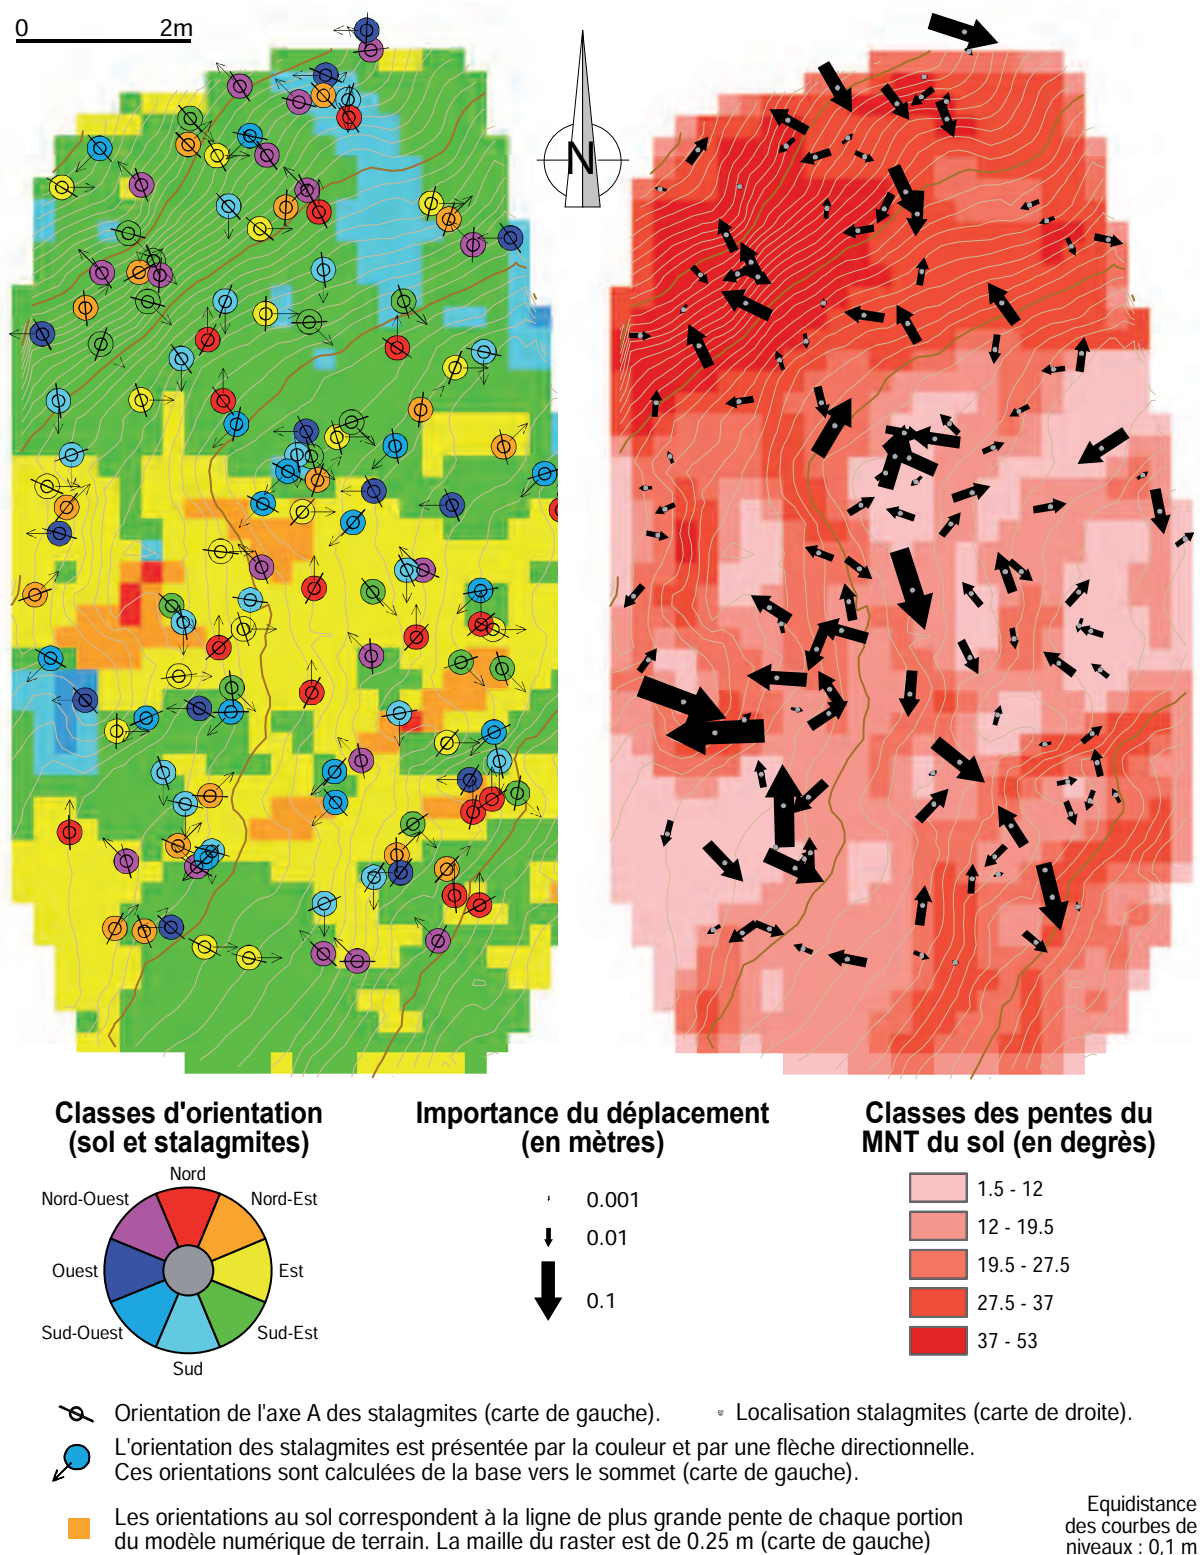 0 2m
N
Classes d'orientation
(sol et stalagmites)
Nord
Nord-Ouest
Nord-Est
Ouest
Est
Sud-Ouest
Sud-Est
Sud
Importance du déplacement
(en mètres)
0.001
0.01
0.1
Classes des pentes du
MNT du sol (en degrès)
1.5 - 12
12 - 19.5
19.5 - 27.5
27.5 - 37
37 - 53
Orientation de l'axe A des stalagmites (carte de gauche).
Localisation stalagmites (carte de droite).
L'orientation des stalagmites est présentée par la couleur et par une flèche directionnelle.
Ces orientations sont calculées de la base vers le sommet (carte de gauche).
Les orientations au sol correspondent à la ligne de plus grande pente de chaque portion
du modèle numérique de terrain. La maille du raster est de 0.25 m (carte de gauche)
Equidistance
des courbes de
niveaux : 0,1 m